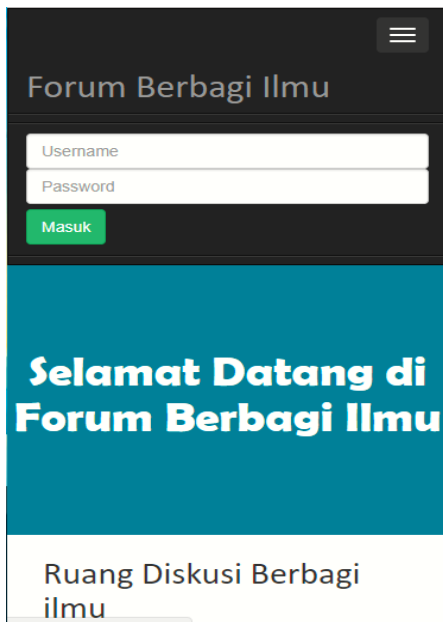 Forum Berbagi Ilmu
Username
Password
Masuk
Selamat Datang di
Forum Berbagi Ilmu
Ruang Diskusi Berbagi
ilmu